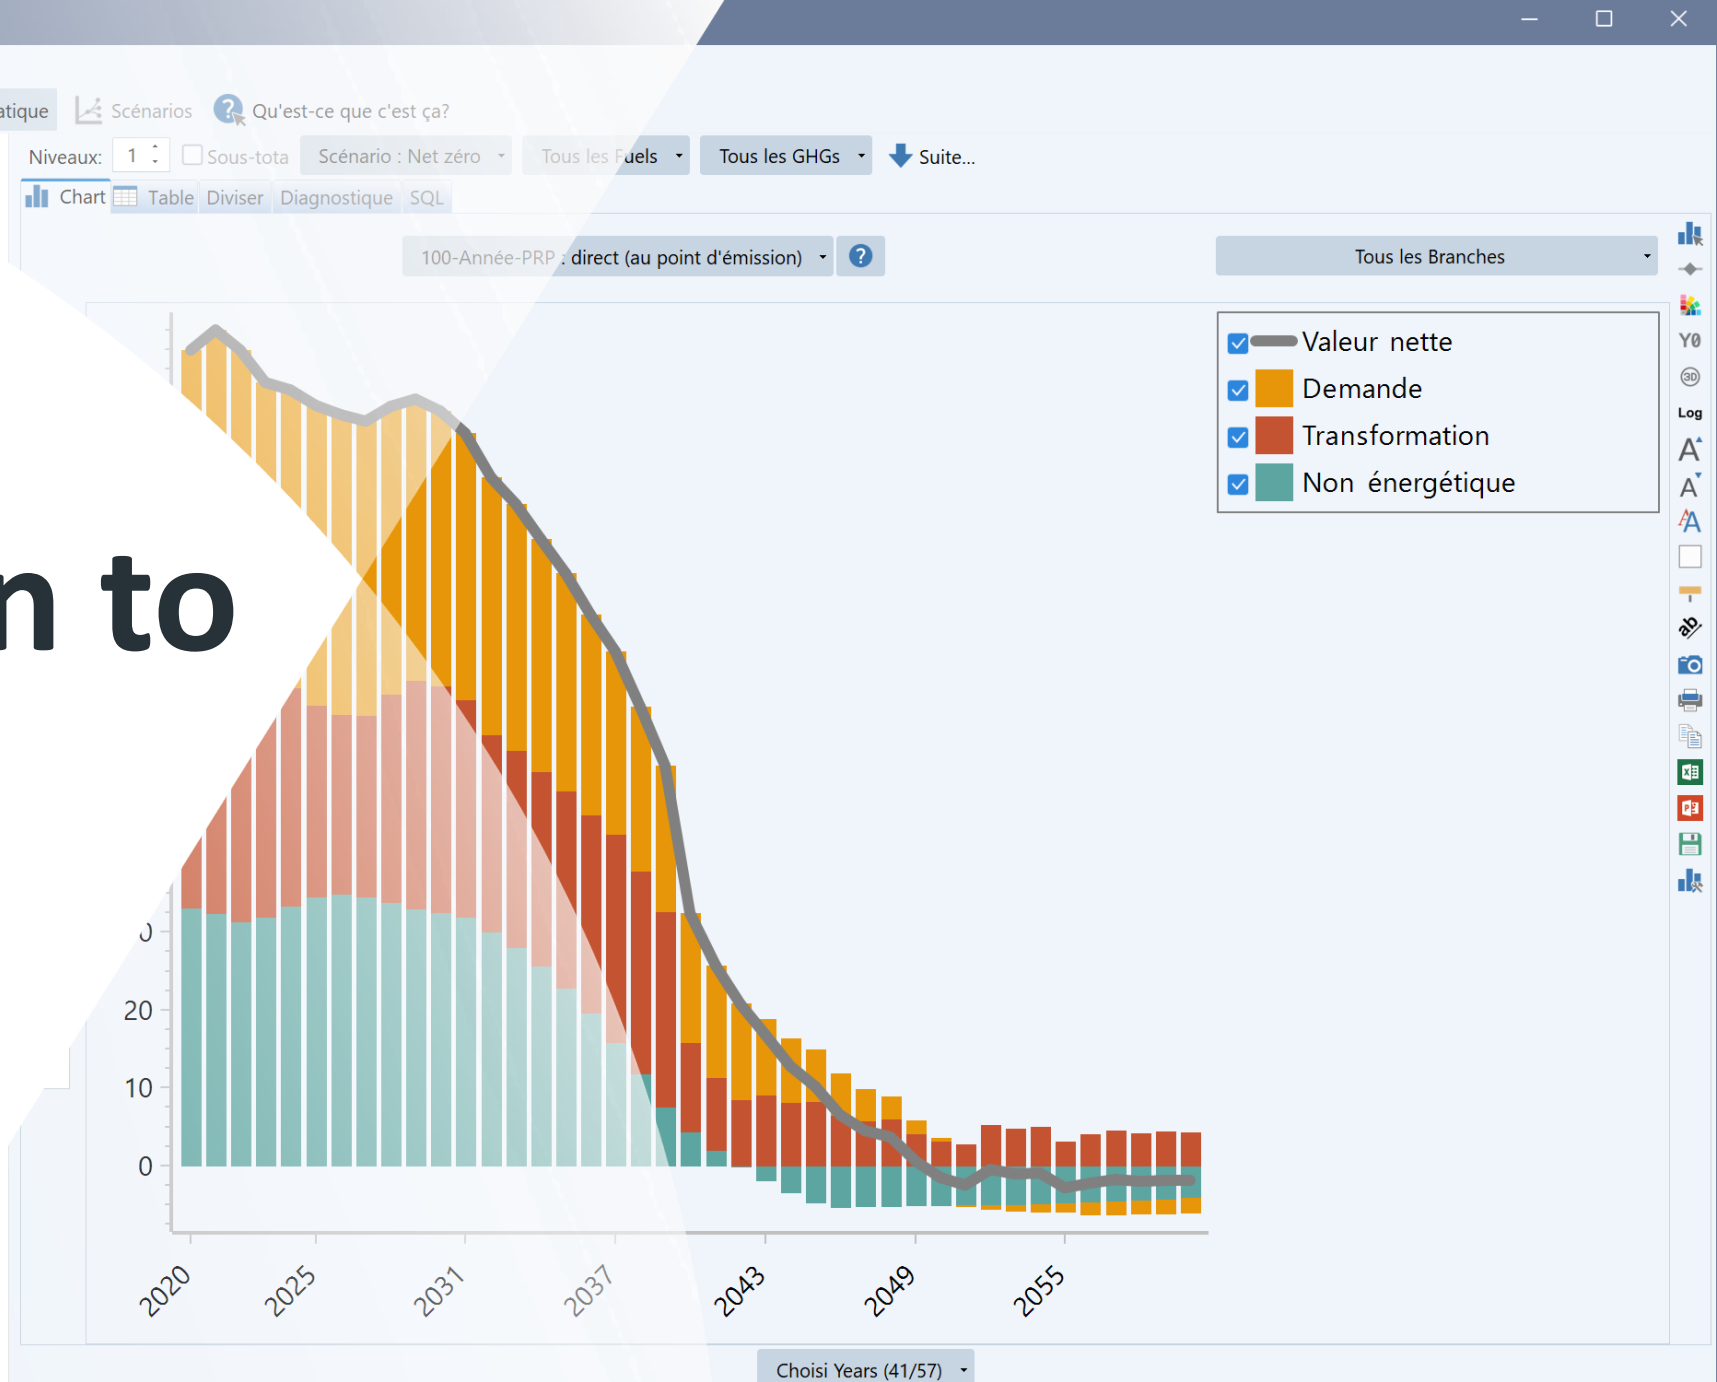 Scénarios Qu'est-ce que c'est ça?
Niveaux: 1 Sous-tota Scénario : Net zéro Tous les Fuels Tous les GHGs Suite...
Chart Table Diviser Diagnostique SQL
100-Année-PRP : direct (au point d'émission) ? Tous les Branches
Valeur nette
Demande
Transformation
Non énergétique
Y0
3D
Log
A
A
A
ab
to
20
10
0
2020 2025 2031 2037 2043 2049 2055
Choisi Years (41/57)